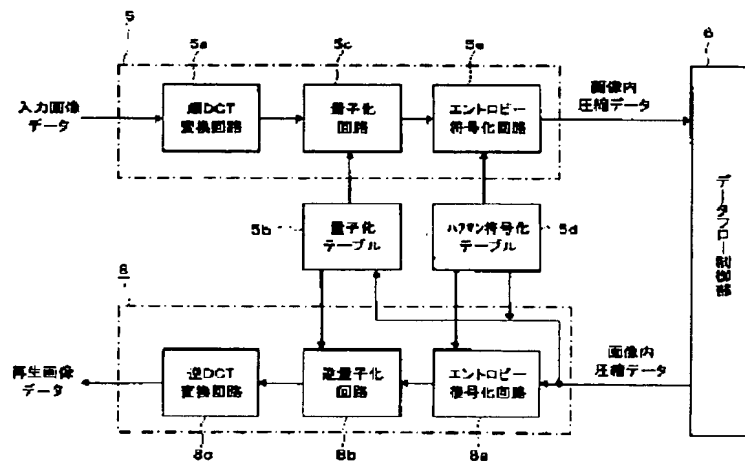 5
5a
5c
5e
6
入力画像
データ
順DCT
変換回路
量子化
回路
エントロピー
符号化回路
画像内
圧縮データ
5b
量子化
テーブル
ハフマン符号化
テーブル
5d
データフロー制御部
8
再生画像
データ
逆DCT
変換回路
逆量子化
回路
エントロピー
復号化回路
画像内
圧縮データ
8c
8b
8a